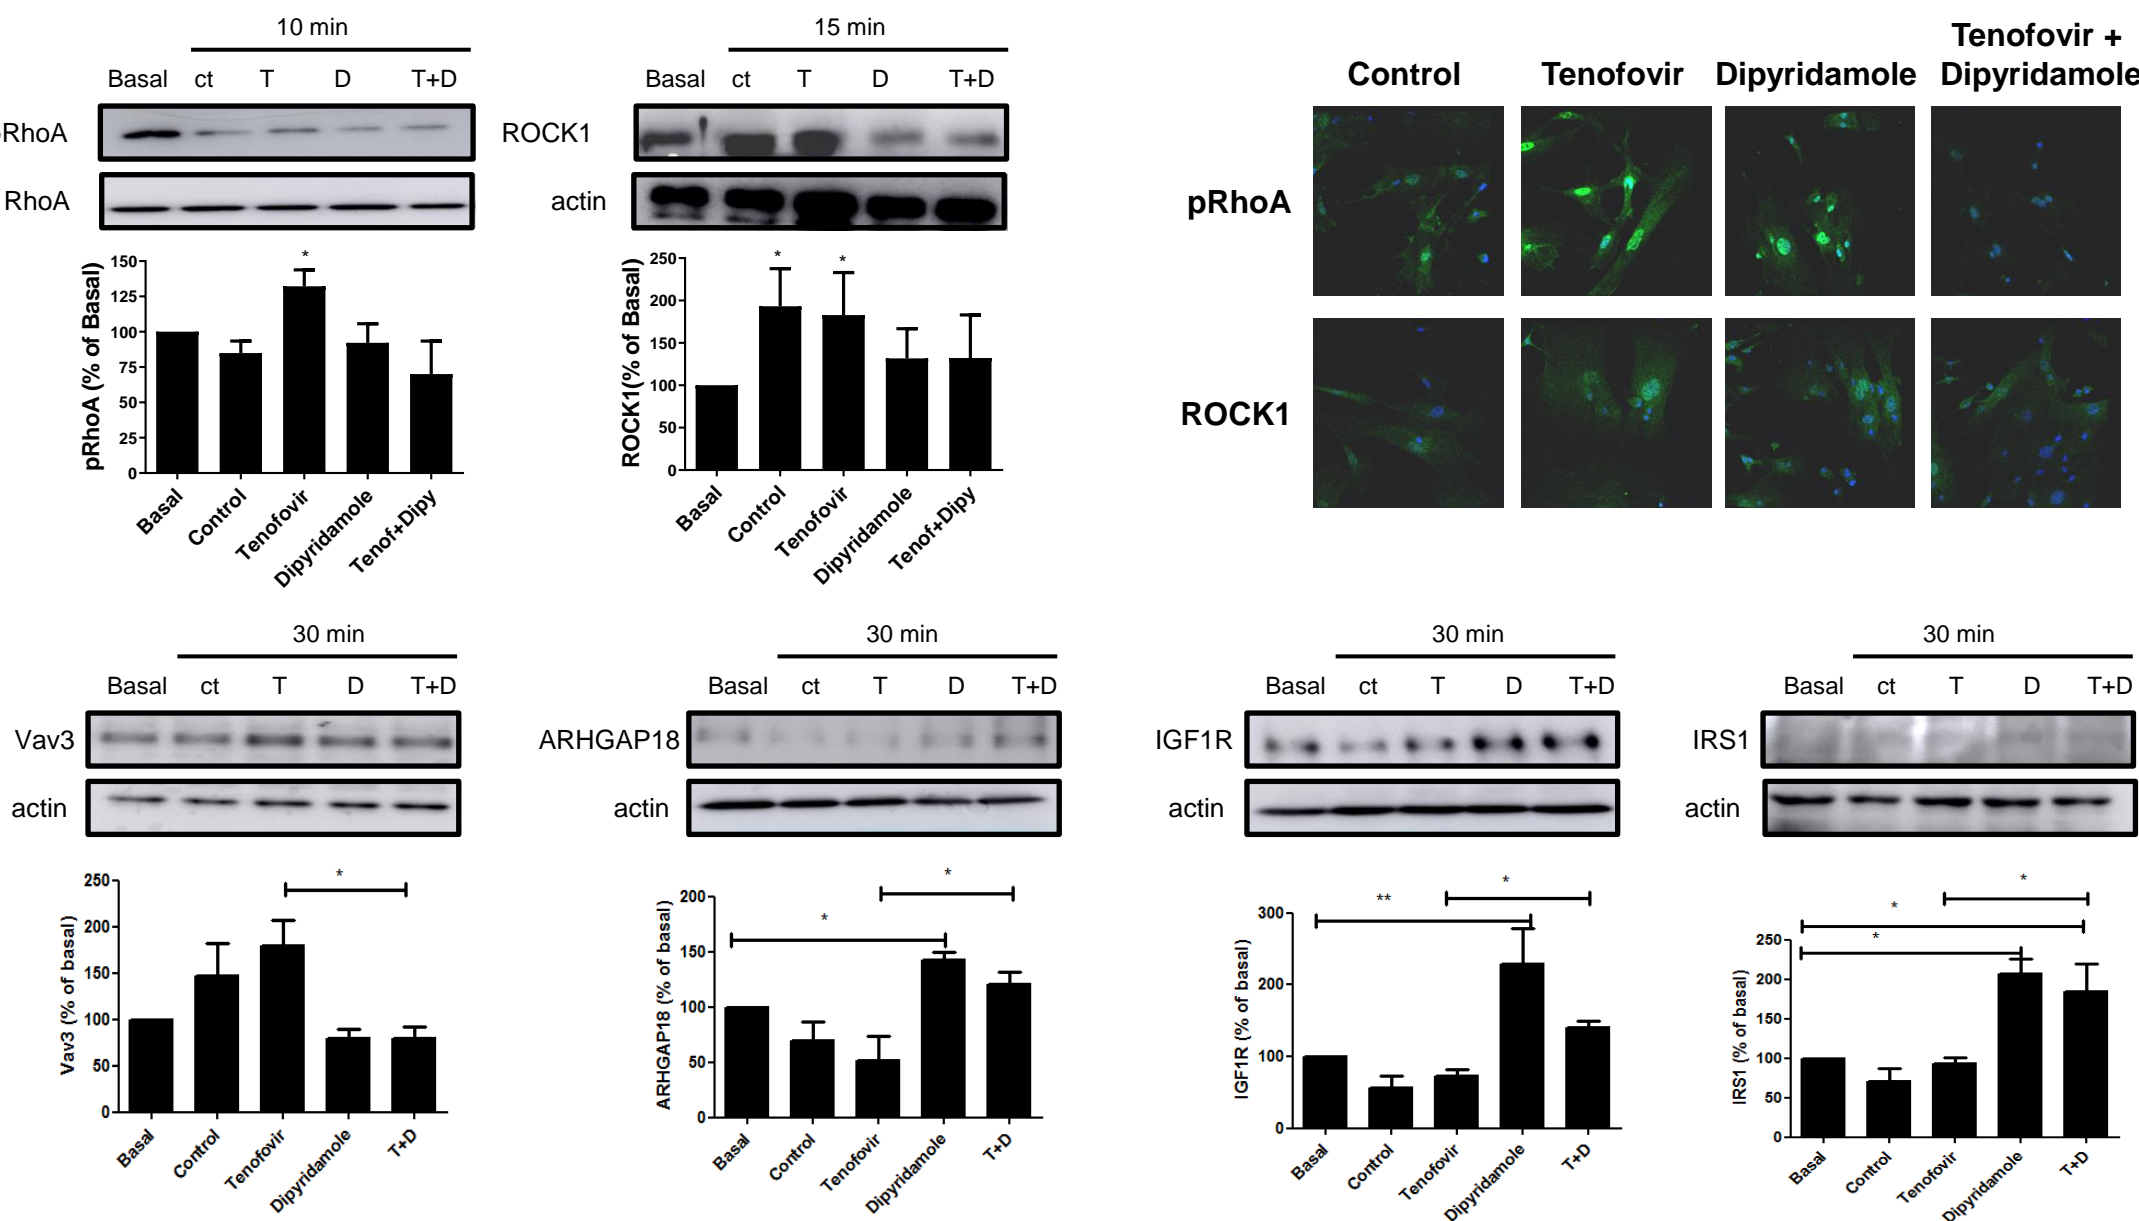 10 min
Basal ct T D T+D
pRhoA
RhoA
*
pRhoA (% of Basal)
150
125
100
75
50
25
0
Basal
Control
Tenofovir
Dipyridamole
Tenof+Dipy
15 min
Basal ct T D T+D
ROCK1
actin
* *
ROCK1(% of Basal)
250
200
150
100
50
0
Basal
Control
Tenofovir
Dipyridamole
Tenof+Dipy
Control Tenofovir Dipyridamole Tenofovir +
Dipyridamole
pRhoA
ROCK1
30 min
Basal ct T D T+D
Vav3
actin
*
Vav3 (% of basal)
250
200
150
100
50
0
Basal
Control
Tenofovir
Dipyridamole
T+D
30 min
Basal ct T D T+D
ARHGAP18
actin
*
*
ARHGAP18 (% of basal)
200
150
100
50
0
Basal
Control
Tenofovir
Dipyridamole
T+D
30 min
Basal ct T D T+D
IGF1R
actin
**
*
IGF1R (% of basal)
300
200
100
0
Basal
Control
Tenofovir
Dipyridamole
T+D
30 min
Basal ct T D T+D
IRS1
actin
*
*
*
IRS1 (% of basal)
250
200
150
100
50
0
Basal
Control
Tenofovir
Dipyridamole
T+D